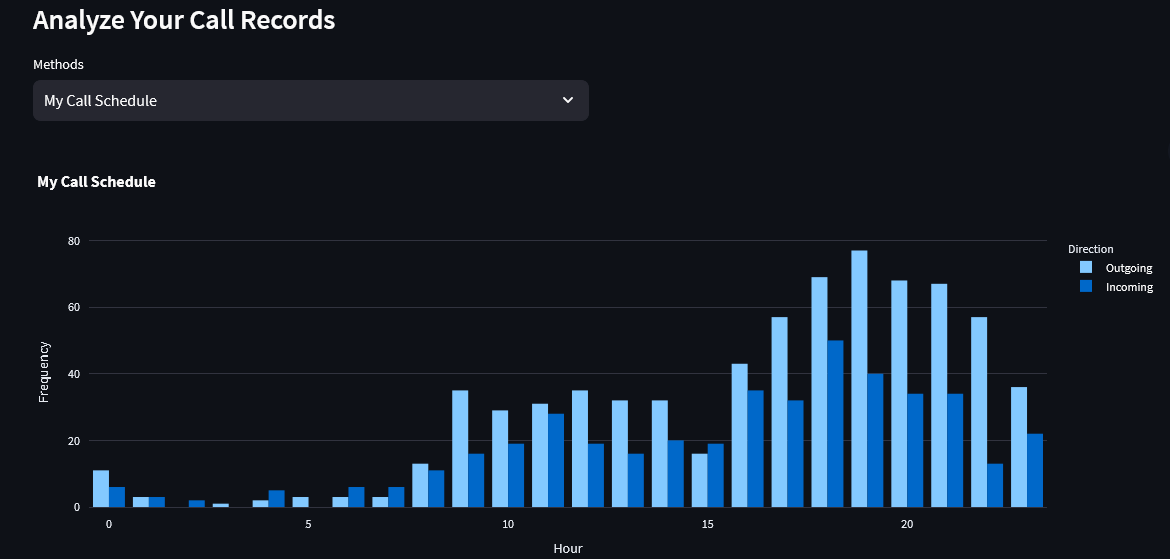 Analyze Your Call Records
Methods
My Call Schedule
My Call Schedule
80
60
40
20
0
Frequency
0 5 10 15 20
Hour
Direction
Outgoing
Incoming